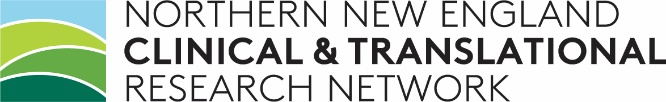 NORTHERN NEW ENGLAND
CLINICAL & TRANSLATIONAL
RESEARCH NETWORK